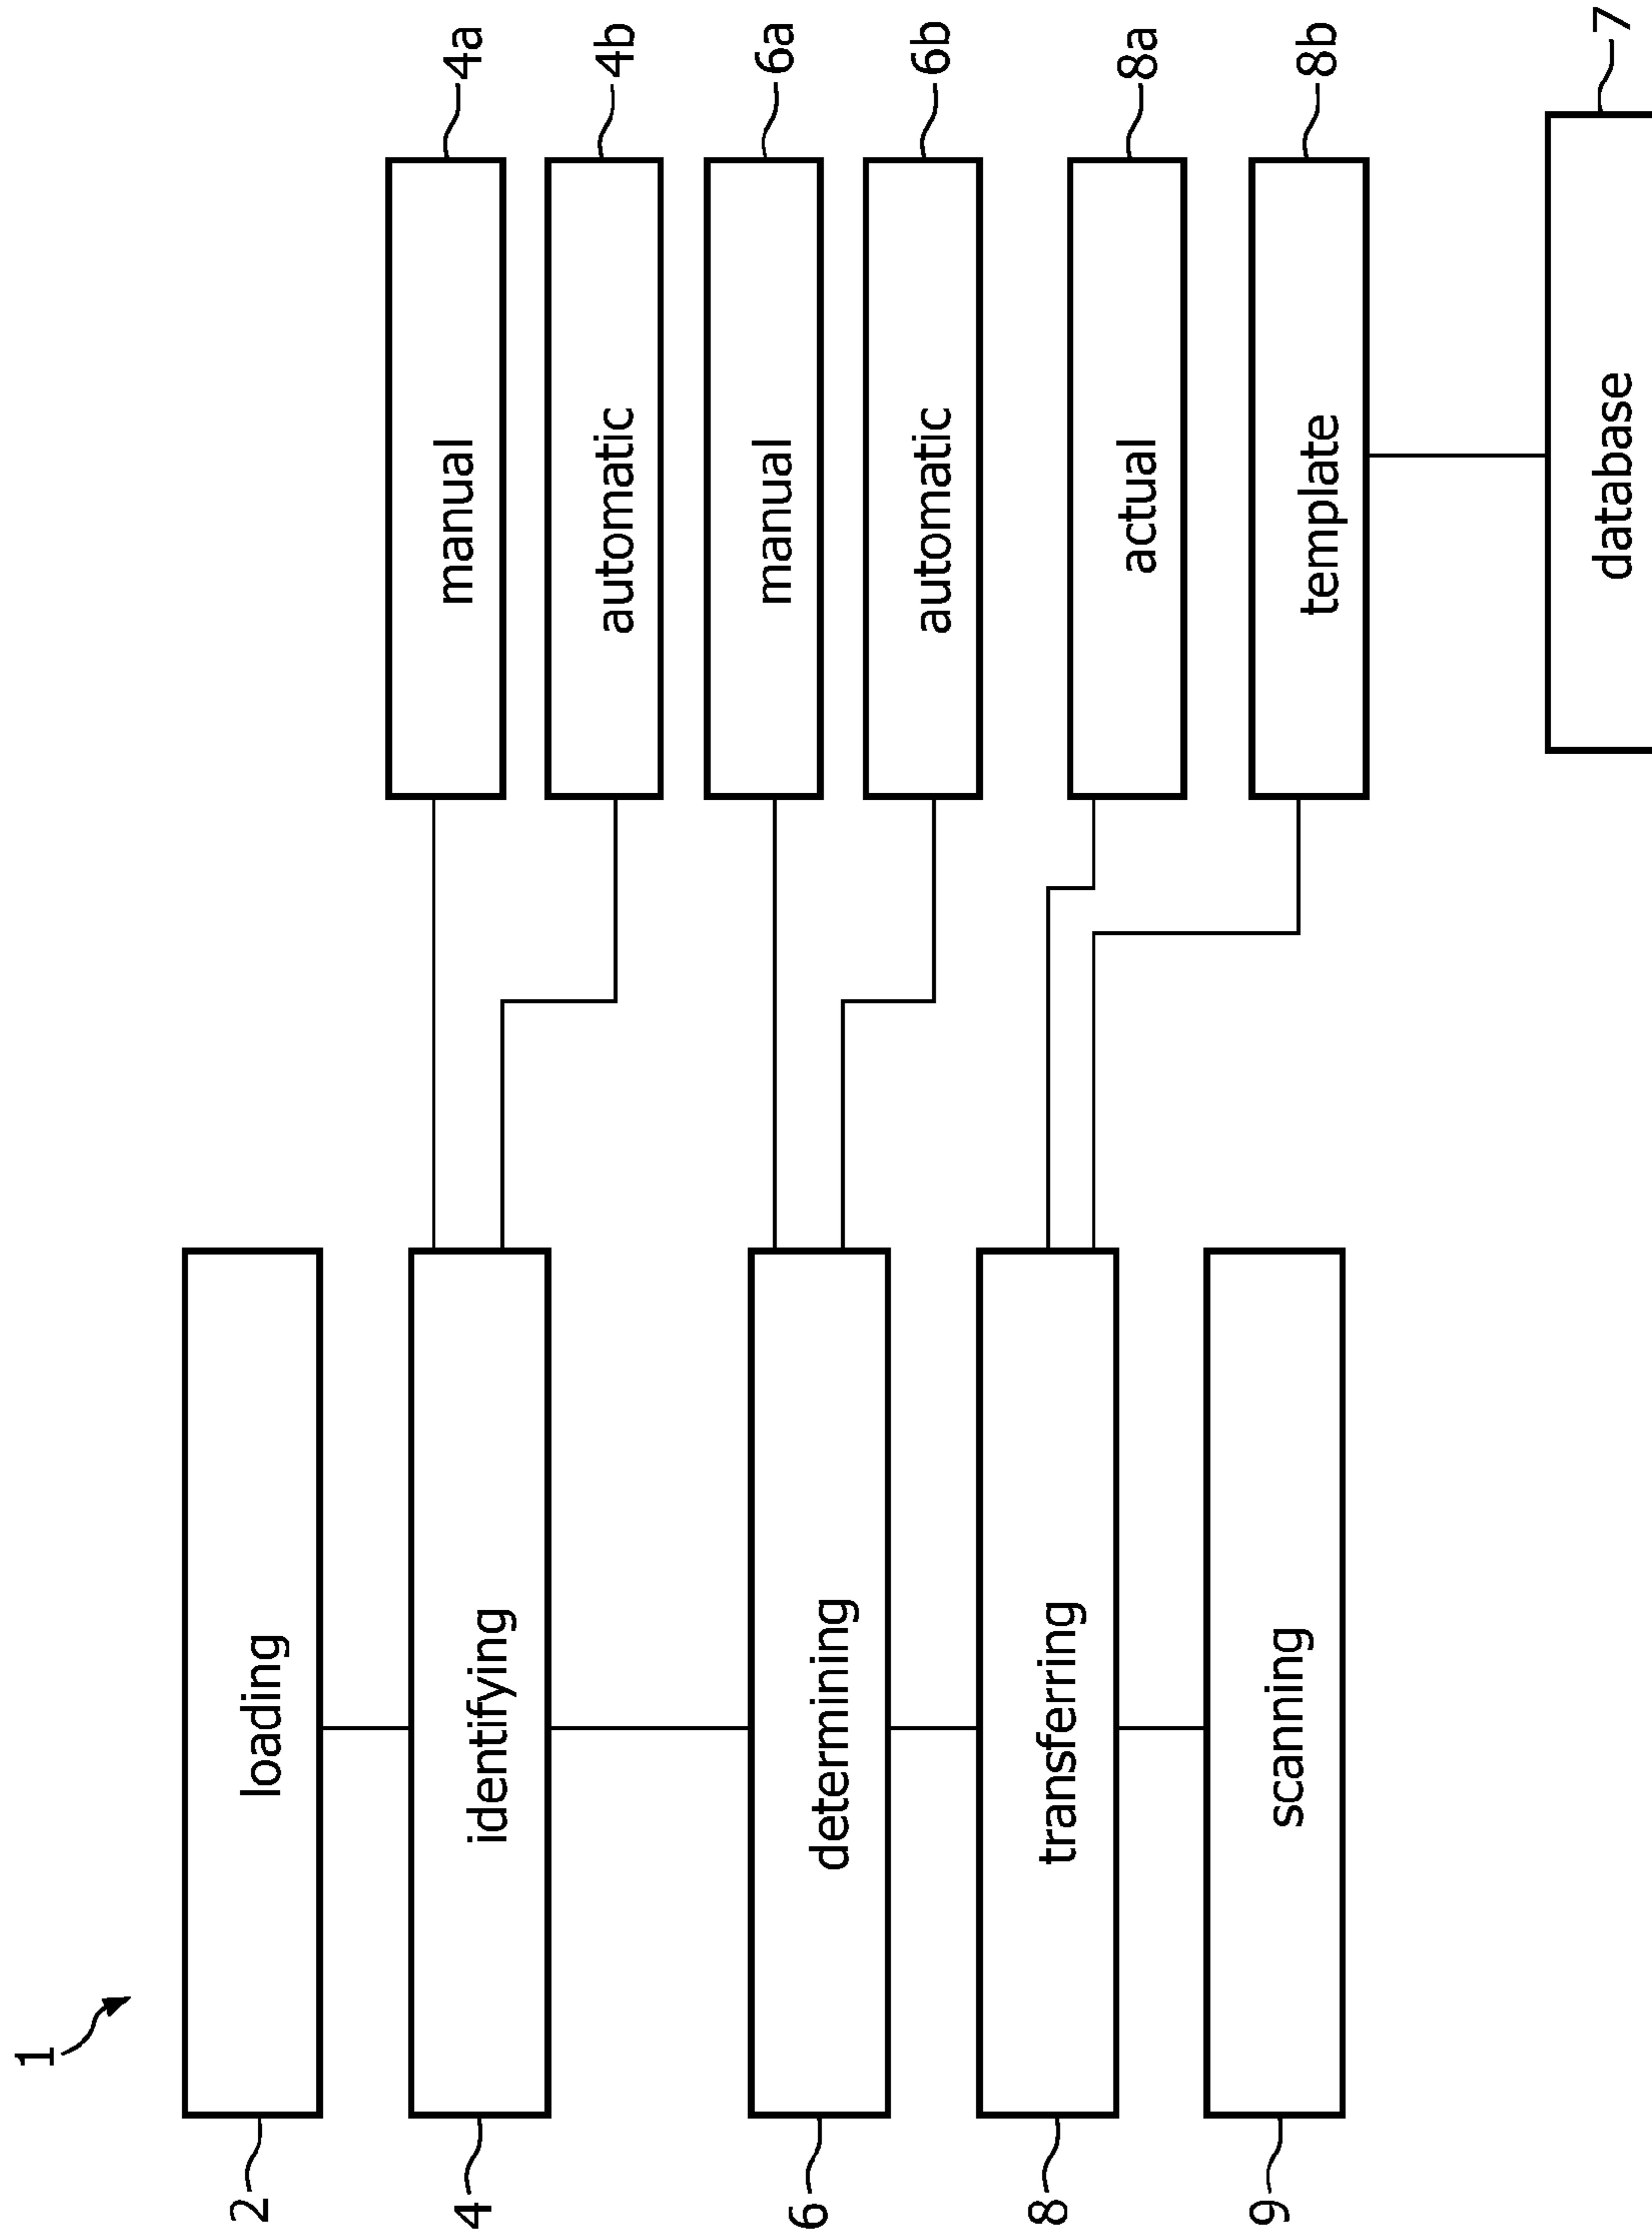 1
2
loading
4
identifying
4a
manual
4b
automatic
6
determining
6a
manual
6b
automatic
8
transferring
8a
actual
8b
template
9
scanning
7
database